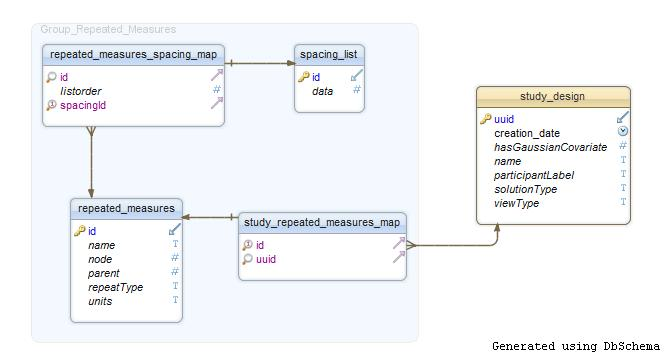 Group_Repeated_Measures
repeated_measures_spacing_map
id
listorder #
spacingId
spacing_list
id
data #
study_design
uuid
creation_date
hasGaussianCovariate #
name T
participantLabel T
solutionType T
viewType T
repeated_measures
id
name T
node #
parent #
repeatType T
units T
study_repeated_measures_map
id
uuid
Generated using DbSchema